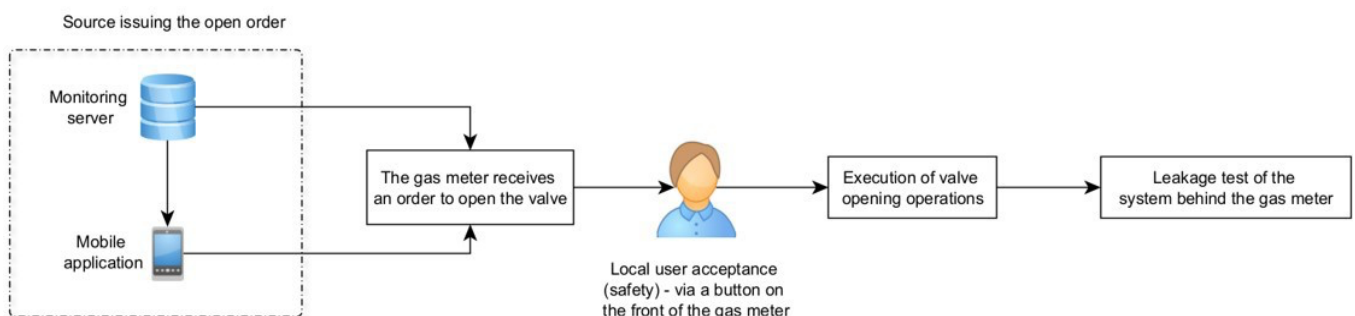 Source issuing the open order
Monitoring
server
Mobile
application
The gas meter receives
an order to open the valve
Local user acceptance
(safety) - via a button on
the front of the gas meter
Execution of valve
opening operations
Leakage test of the
system behind the gas meter